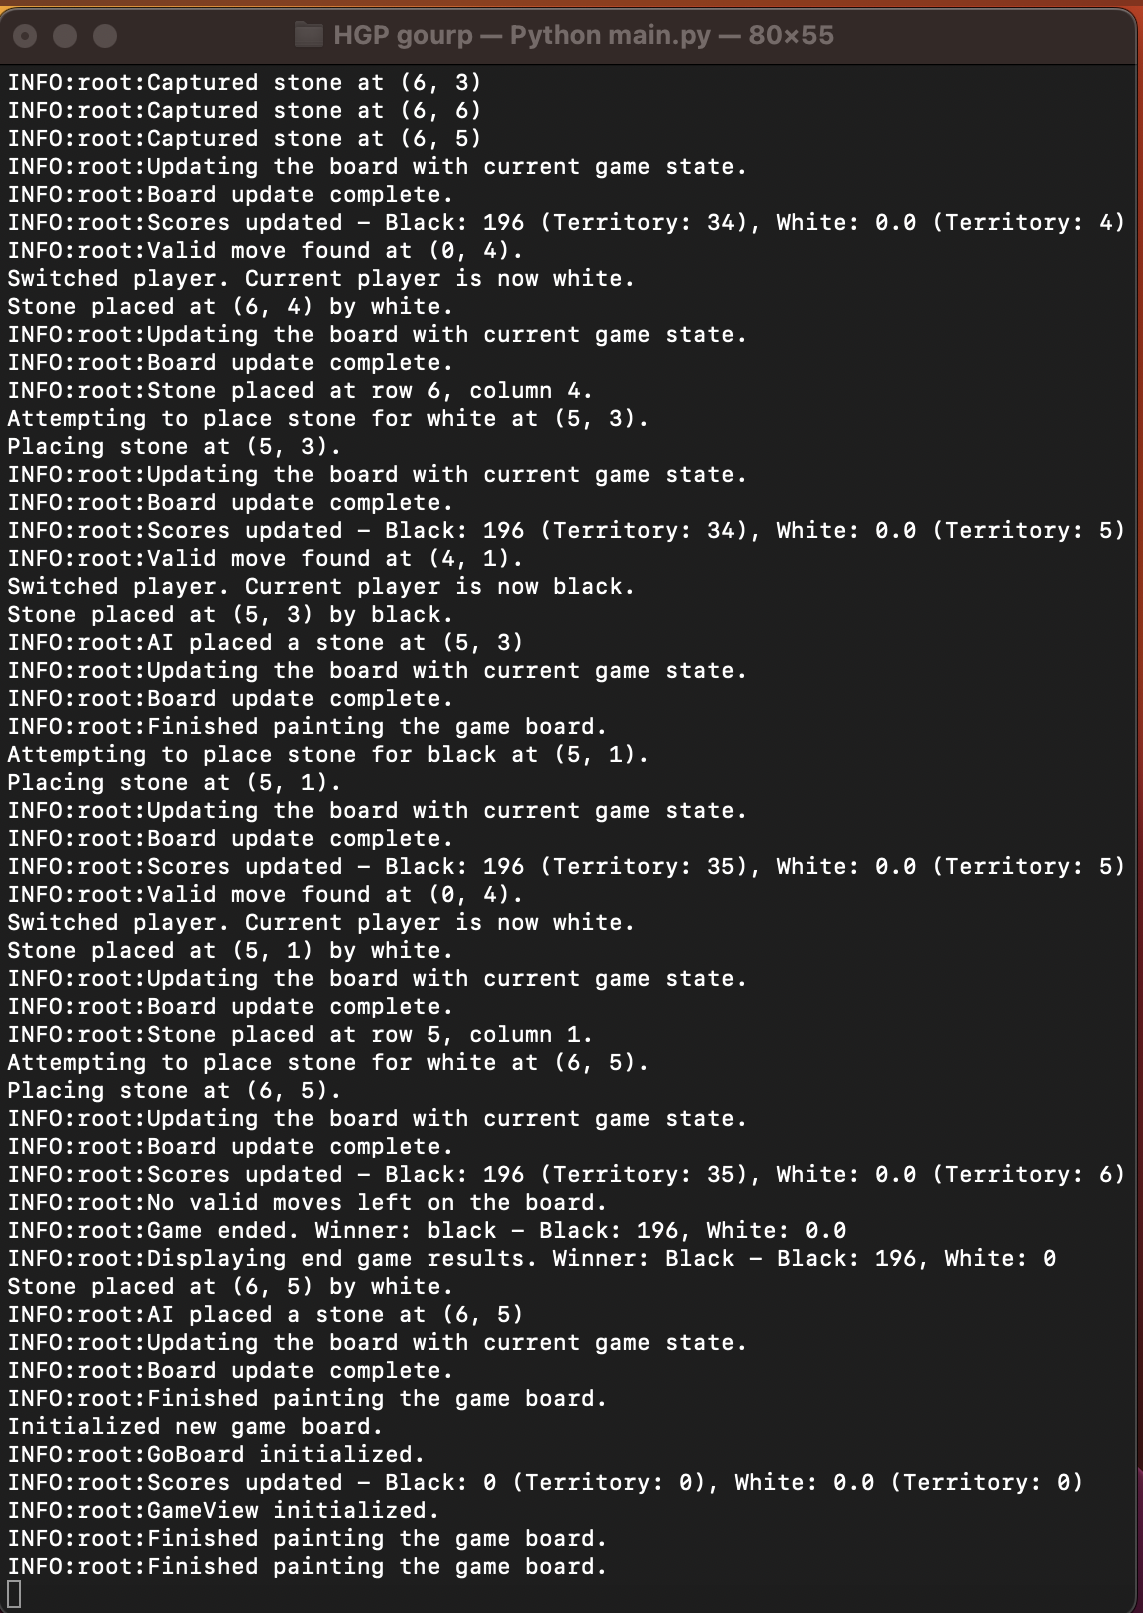 HGP gourp — Python main.py — 80×55
INFO:root:Captured stone at (6, 3)
INFO:root:Captured stone at (6, 6)
INFO:root:Captured stone at (6, 5)
INFO:root:Updating the board with current game state.
INFO:root:Board update complete.
INFO:root:Scores updated – Black: 196 (Territory: 34), White: 0.0 (Territory: 4)
INFO:root:Valid move found at (0, 4).
Switched player. Current player is now white.
Stone placed at (6, 4) by white.
INFO:root:Updating the board with current game state.
INFO:root:Board update complete.
INFO:root:Stone placed at row 6, column 4.
Attempting to place stone for white at (5, 3).
Placing stone at (5, 3).
INFO:root:Updating the board with current game state.
INFO:root:Board update complete.
INFO:root:Scores updated – Black: 196 (Territory: 34), White: 0.0 (Territory: 5)
INFO:root:Valid move found at (4, 1).
Switched player. Current player is now black.
Stone placed at (5, 3) by black.
INFO:root:AI placed a stone at (5, 3)
INFO:root:Updating the board with current game state.
INFO:root:Board update complete.
INFO:root:Finished painting the game board.
Attempting to place stone for black at (5, 1).
Placing stone at (5, 1).
INFO:root:Updating the board with current game state.
INFO:root:Board update complete.
INFO:root:Scores updated – Black: 196 (Territory: 35), White: 0.0 (Territory: 5)
INFO:root:Valid move found at (0, 4).
Switched player. Current player is now white.
Stone placed at (5, 1) by white.
INFO:root:Updating the board with current game state.
INFO:root:Board update complete.
INFO:root:Stone placed at row 5, column 1.
Attempting to place stone for white at (6, 5).
Placing stone at (6, 5).
INFO:root:Updating the board with current game state.
INFO:root:Board update complete.
INFO:root:Scores updated – Black: 196 (Territory: 35), White: 0.0 (Territory: 6)
INFO:root:No valid moves left on the board.
INFO:root:Game ended. Winner: black – Black: 196, White: 0.0
INFO:root:Displaying end game results. Winner: Black – Black: 196, White: 0
Stone placed at (6, 5) by white.
INFO:root:AI placed a stone at (6, 5)
INFO:root:Updating the board with current game state.
INFO:root:Board update complete.
INFO:root:Finished painting the game board.
Initialized new game board.
INFO:root:GoBoard initialized.
INFO:root:Scores updated – Black: 0 (Territory: 0), White: 0.0 (Territory: 0)
INFO:root:GameView initialized.
INFO:root:Finished painting the game board.
INFO:root:Finished painting the game board.